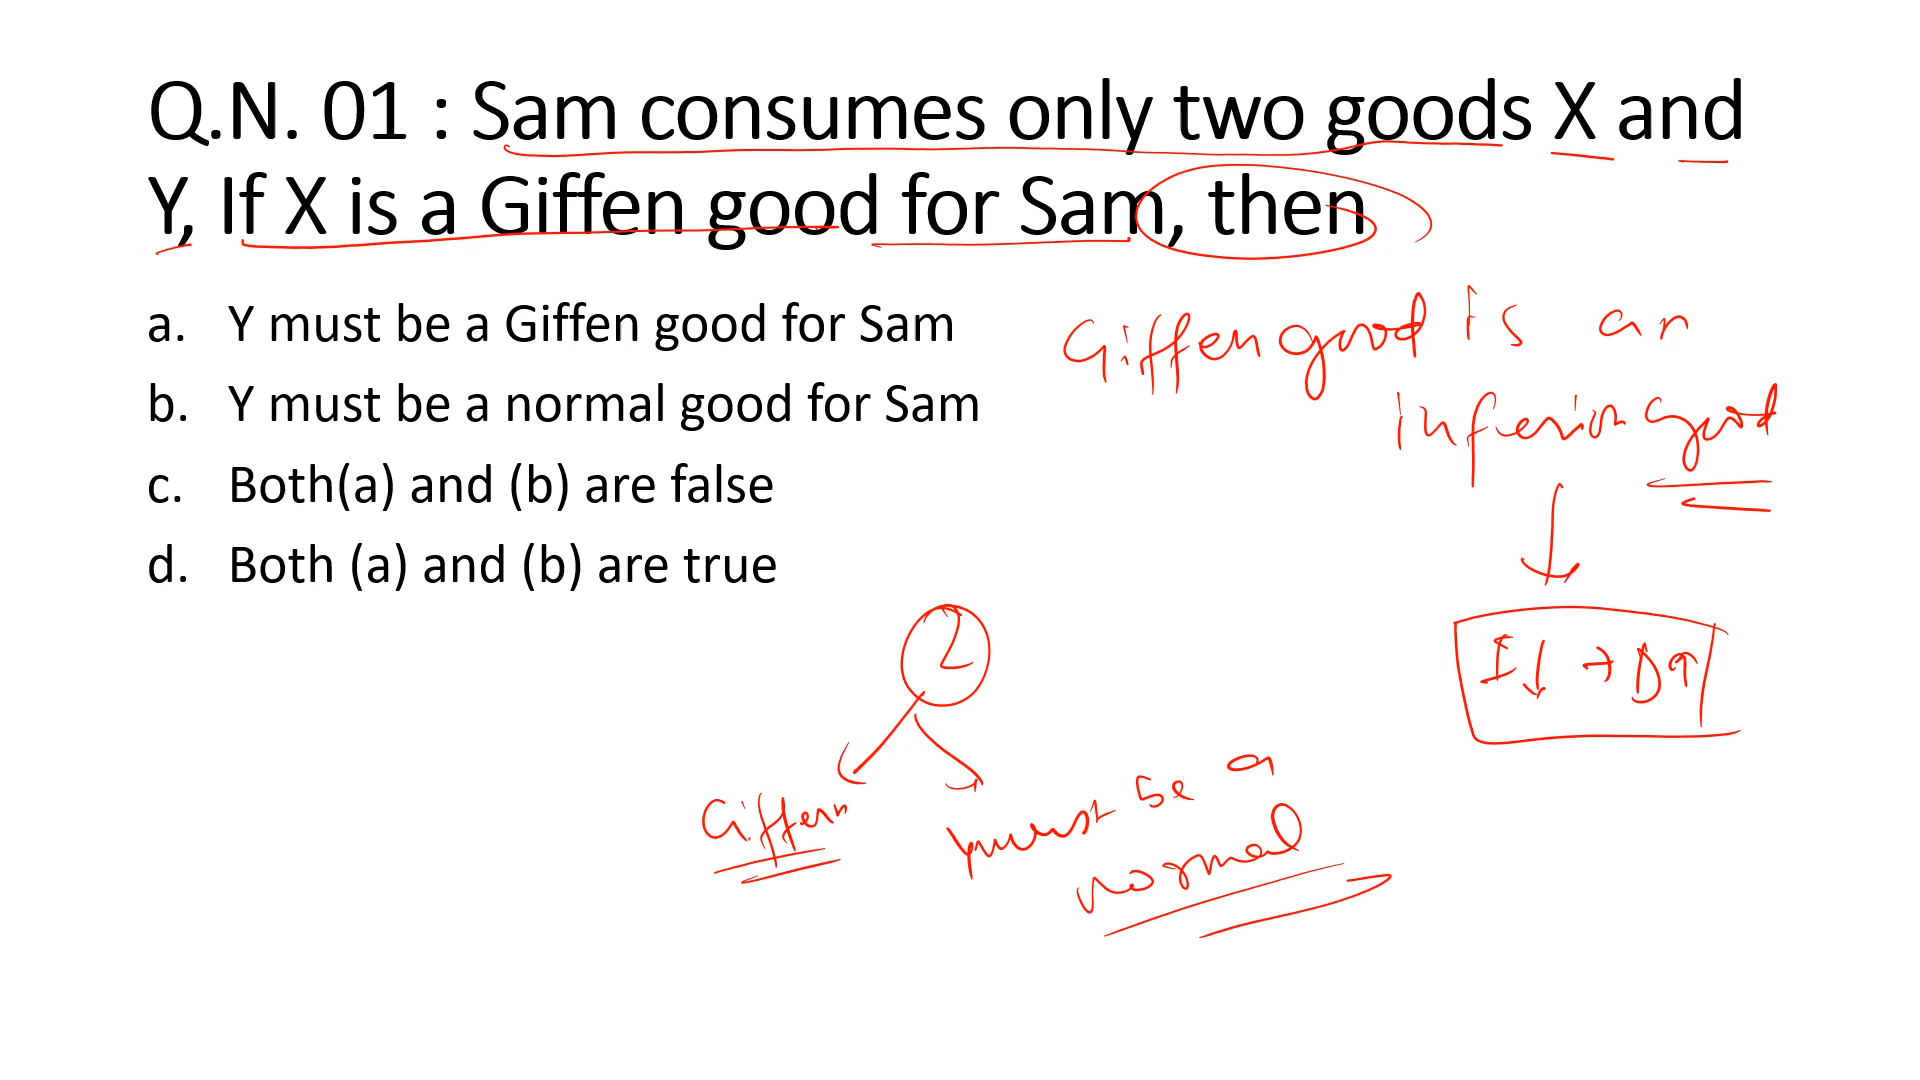 Q.N. 01 : Sam consumes only two goods X and
Y, If X is a Giffen good for Sam, then
a. Y must be a Giffen good for Sam
b. Y must be a normal good for Sam
c. Both(a) and (b) are false
d. Both (a) and (b) are true
Giffen good is an
inferior good
I↓ → D↑
2
Giffen
must be a
normal